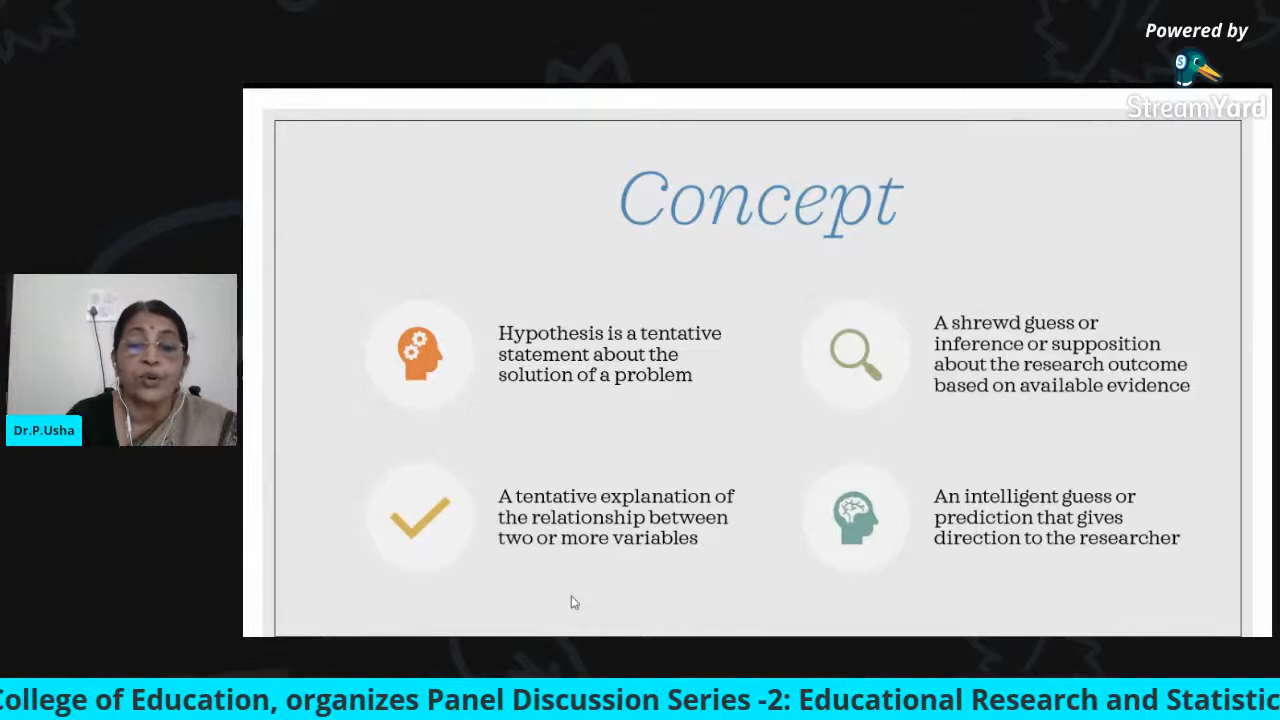 Powered by
StreamYard
Concept
Hypothesis is a tentative
statement about the
solution of a problem
A shrewd guess or
inference or supposition
about the research outcome
based on available evidence
A tentative explanation of
the relationship between
two or more variables
An intelligent guess or
prediction that gives
direction to the researcher
Dr.P.Usha
College of Education, organizes Panel Discussion Series -2: Educational Research and Statistic